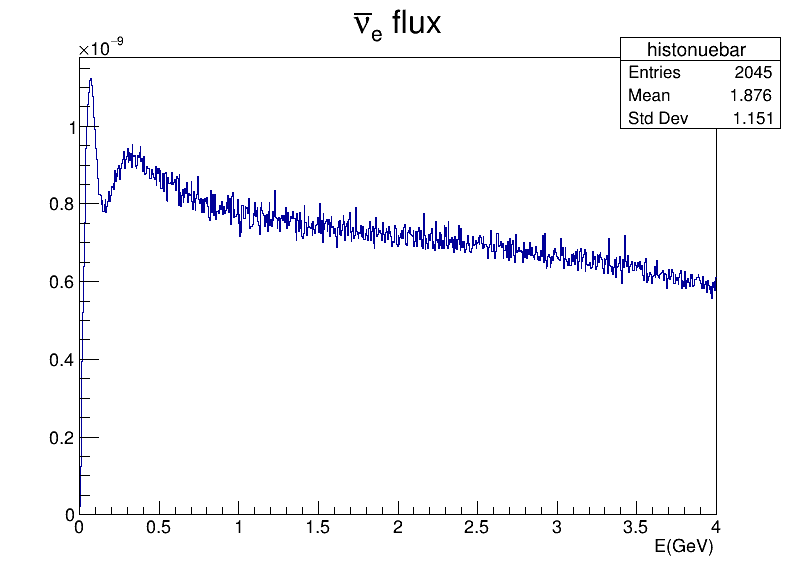 ν̅e flux
×10−9
histonuebar
Entries 2045
Mean 1.876
Std Dev 1.151
1
0.8
0.6
0.4
0.2
0
0 0.5 1 1.5 2 2.5 3 3.5 4
E(GeV)